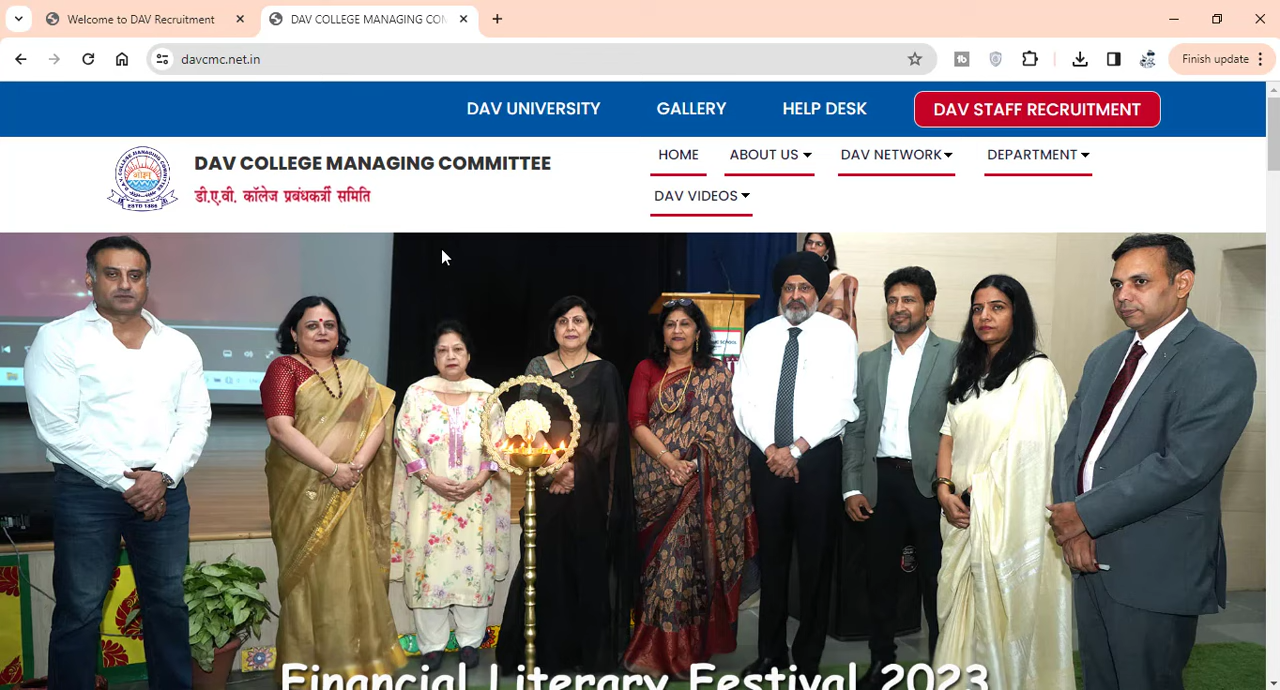 Welcome to DAV Recruitment
DAV COLLEGE MANAGING CON
davcmc.net.in
Finish update
DAV UNIVERSITY
GALLERY
HELP DESK
DAV STAFF RECRUITMENT
DAV COLLEGE MANAGING COMMITTEE
डी.ए.वी. कॉलेज प्रबंधकर्त्री समिति
HOME
ABOUT US
DAV NETWORK
DEPARTMENT
DAV VIDEOS
Financial Literary Festival 2023